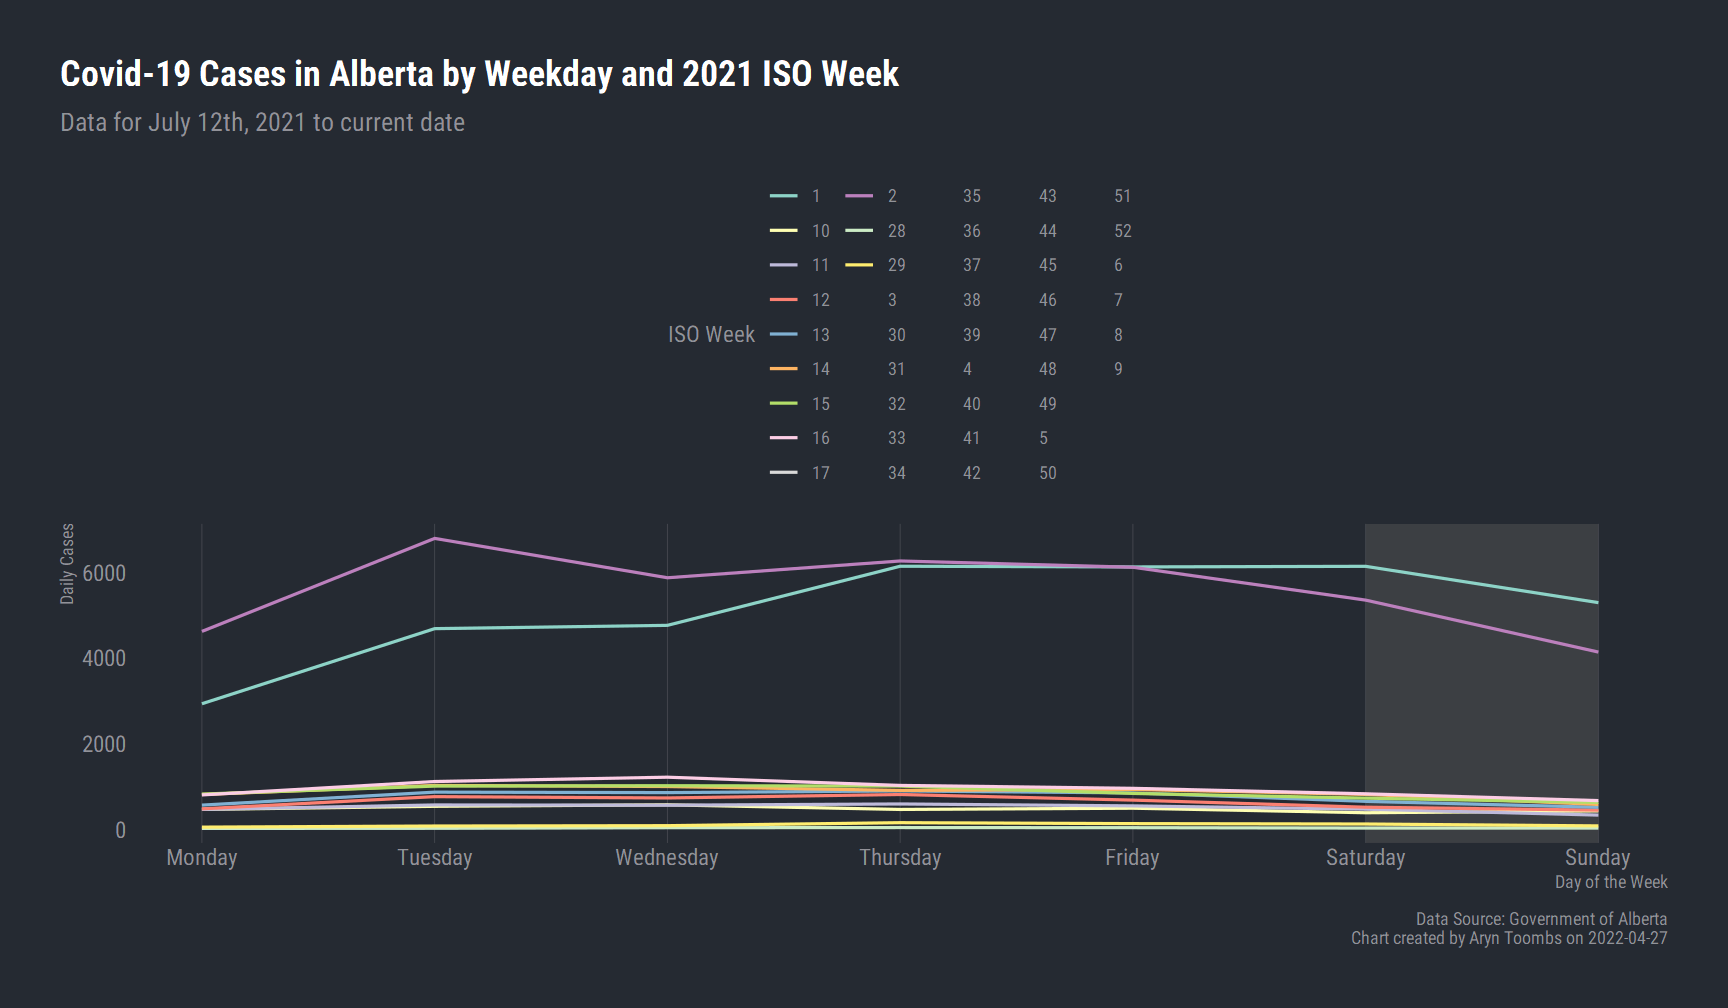 Covid-19 Cases in Alberta by Weekday and 2021 ISO Week
Data for July 12th, 2021 to current date
1 2 35 43 51
10 28 36 44 52
11 29 37 45 6
12 3 38 46 7
ISO Week 13 30 39 47 8
14 31 4 48 9
15 32 40 49
16 33 41 5
17 34 42 50
Daily Cases
6000
4000
2000
0
Monday Tuesday Wednesday Thursday Friday Saturday Sunday
Day of the Week
Data Source: Government of Alberta
Chart created by Aryn Toombs on 2022-04-27